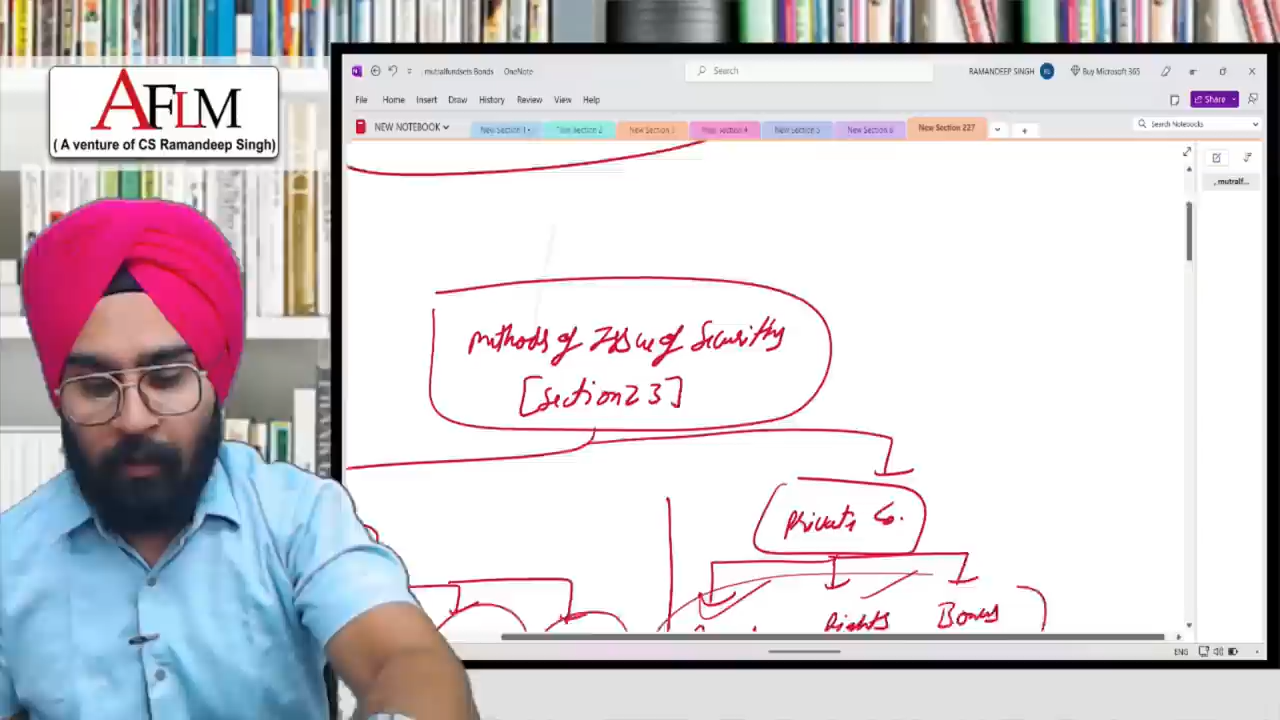 AFLM
( A venture of CS Ramandeep Singh)
mutralfundsets Bonds - OneNote
Search
RAMANDEEP SINGH
Buy Microsoft 365
File Home Insert Draw History Review View Help
Share
NEW NOTEBOOK
New Section 1
New Section 2
New Section 3
New Section 4
New Section 5
New Section 6
New Section 227
+
Search Notebooks
, mutralf...
Methods of Issue of Security
[Section 23]
Private Co.
Rights
Bonus
ENG